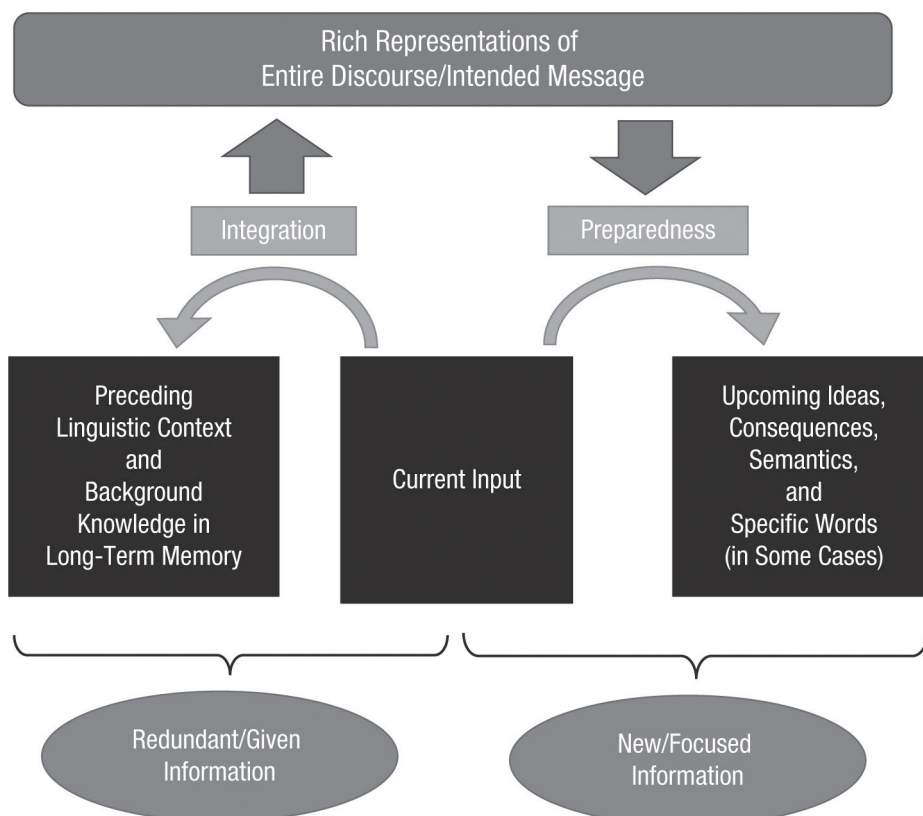 Rich Representations of
Entire Discourse/Intended Message
Integration
Preparedness
Preceding
Linguistic Context
and
Background
Knowledge in
Long-Term Memory
Current Input
Upcoming Ideas,
Consequences,
Semantics,
and
Specific Words
(in Some Cases)
Redundant/Given
Information
New/Focused
Information